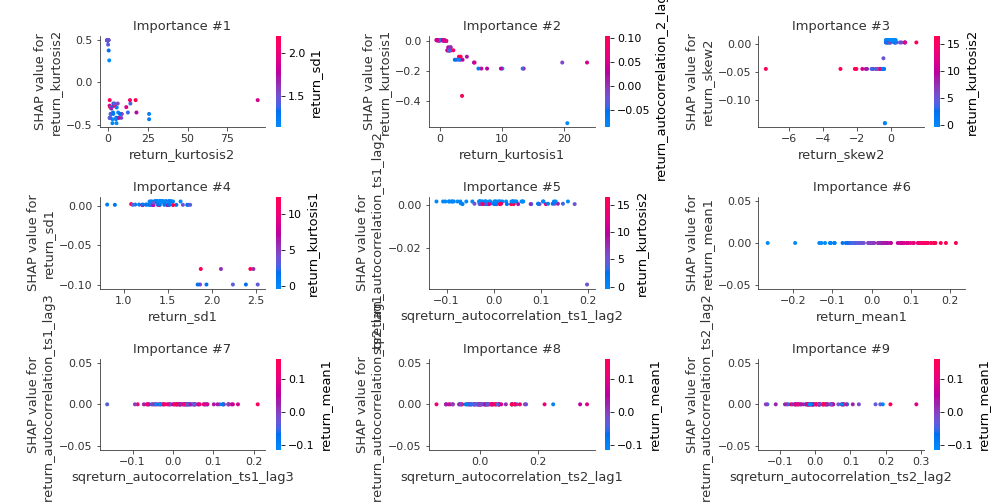 Importance #1
SHAP value for
return_kurtosis2
0.5
0.0
−0.5
0
25
50
75
return_kurtosis2
2.0
1.5
return_sd1
Importance #2
SHAP value for
return_kurtosis1
0.0
−0.2
−0.4
0
10
20
return_kurtosis1
0.10
0.05
0.00
−0.05
return_autocorrelation_2_lag
Importance #3
SHAP value for
return_skew2
0.00
−0.05
−0.10
−6
−4
−2
0
return_skew2
15
10
5
0
return_kurtosis2
Importance #4
SHAP value for
return_sd1
0.00
−0.05
−0.10
1.0
1.5
2.0
2.5
return_sd1
10
5
0
return_kurtosis1
Importance #5
SHAP value for
sqreturn_autocorrelation_ts1_lag2
0.00
−0.02
−0.1
0.0
0.1
0.2
sqreturn_autocorrelation_ts1_lag2
15
10
5
0
return_kurtosis2
Importance #6
SHAP value for
return_mean1
0.05
0.00
−0.05
−0.2
−0.1
0.0
0.1
0.2
return_mean1
Importance #7
SHAP value for
return_autocorrelation_ts1_lag3
0.05
0.00
−0.05
−0.1
0.0
0.1
0.2
sqreturn_autocorrelation_ts1_lag3
0.1
0.0
−0.1
return_mean1
Importance #8
SHAP value for
return_autocorrelation_ts2_lag1
0.05
0.00
−0.05
0.0
0.2
sqreturn_autocorrelation_ts2_lag1
0.1
0.0
−0.1
return_mean1
Importance #9
SHAP value for
return_autocorrelation_ts2_lag2
0.05
0.00
−0.05
−0.1
0.0
0.1
0.2
0.3
sqreturn_autocorrelation_ts2_lag2
0.1
0.0
−0.1
return_mean1